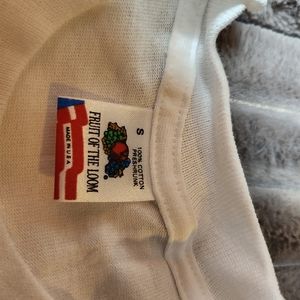 MADE IN U.S.A.
FRUIT OF THE LOOM
S
100% COTTON
PRESHRUNK